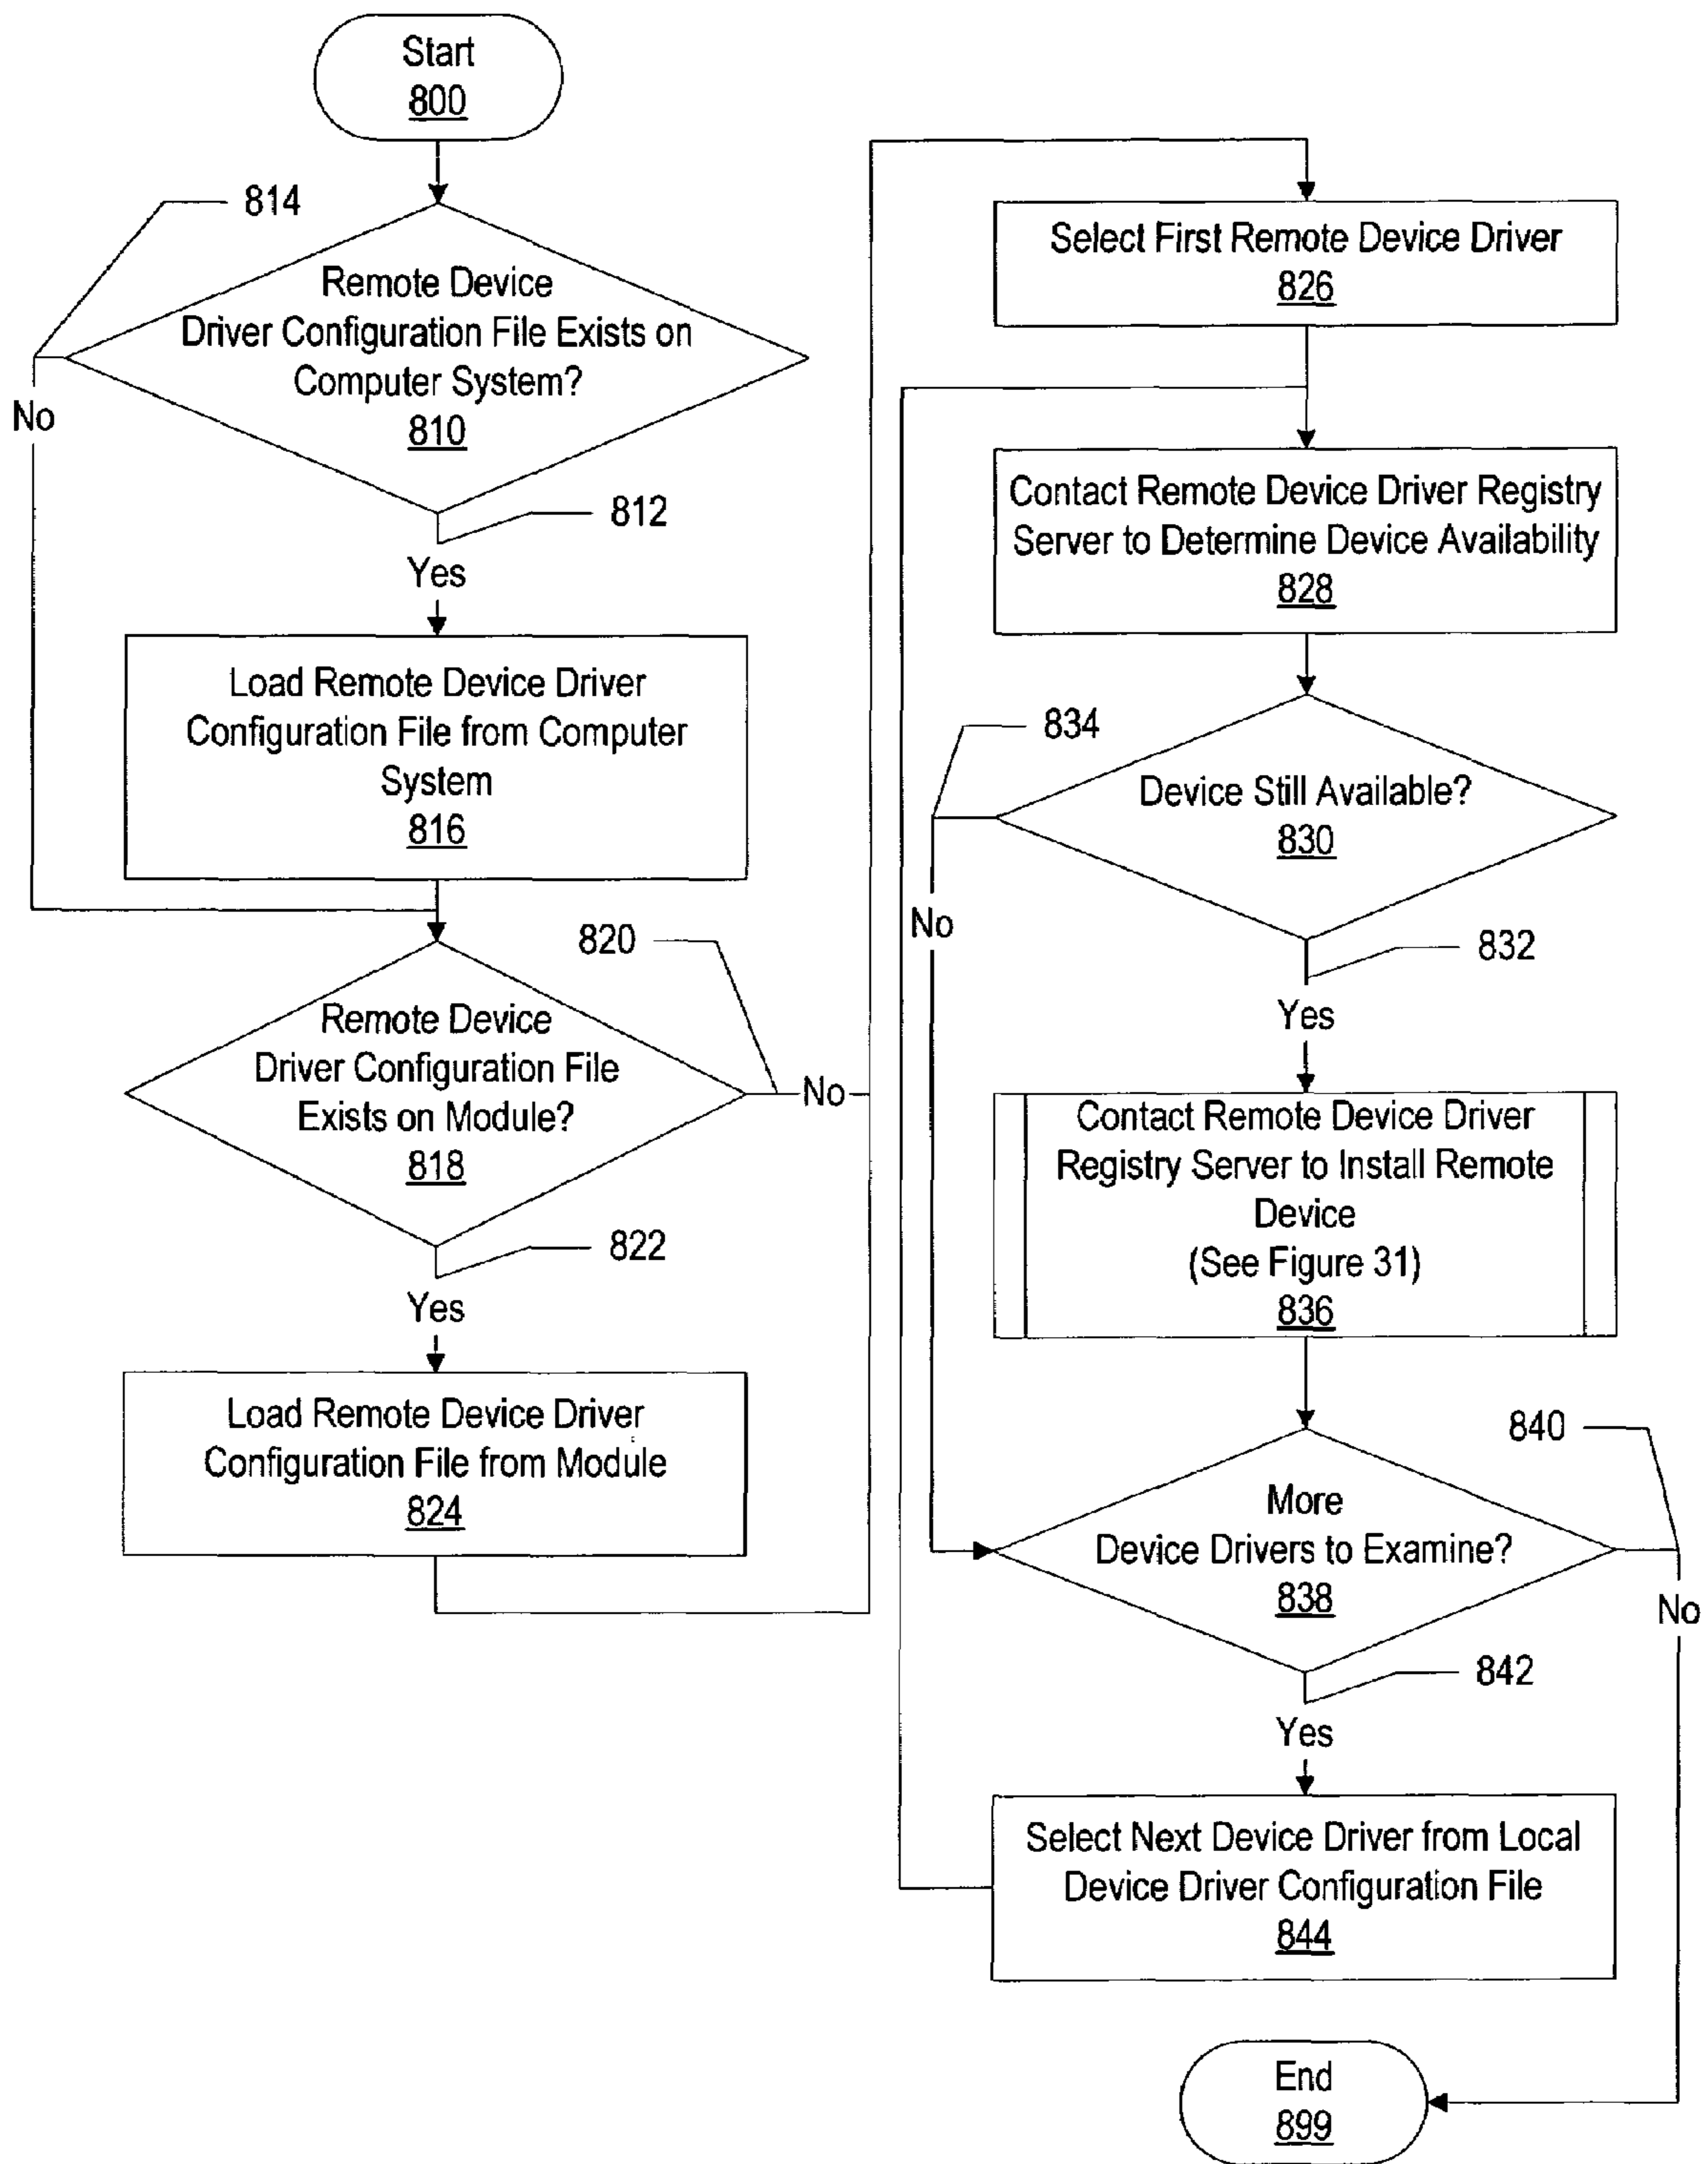 Start
800
814
Remote Device
Driver Configuration File Exists on
Computer System?
810
No
812
Yes
Load Remote Device Driver
Configuration File from Computer
System
816
820
Remote Device
Driver Configuration File
Exists on Module?
818
No
822
Yes
Load Remote Device Driver
Configuration File from Module
824
Select First Remote Device Driver
826
Contact Remote Device Driver Registry
Server to Determine Device Availability
828
834
Device Still Available?
830
No
832
Yes
Contact Remote Device Driver
Registry Server to Install Remote
Device
(See Figure 31)
836
840
More
Device Drivers to Examine?
838
No
842
Yes
Select Next Device Driver from Local
Device Driver Configuration File
844
End
899